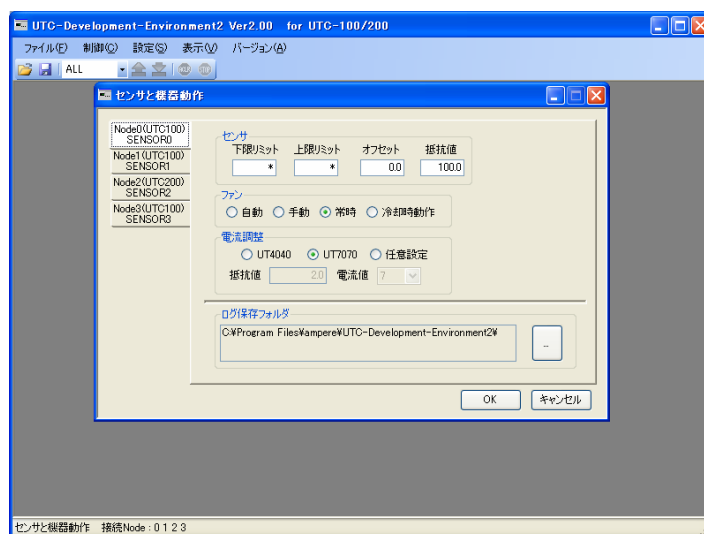 UTC-Development-Environment2 Ver2.00 for UTC-100/200
ファイル(F) 制御(C) 設定(S) 表示(V) バージョン(A)
ALL
センサと機器動作
Node0(UTC100)
SENSOR0
Node1(UTC100)
SENSOR1
Node2(UTC200)
SENSOR2
Node3(UTC100)
SENSOR3
センサ
下限リミット 上限リミット オフセット 抵抗値
* * 0.0 100.0
ファン
自動 手動 常時 冷却時動作
電流調整
UT4040 UT7070 任意設定
抵抗値 2.0 電流値 7
ログ保存フォルダ
C:¥Program Files¥ampere¥UTC-Development-Environment2¥
...
OK キャンセル
センサと機器動作 接続Node : 0 1 2 3